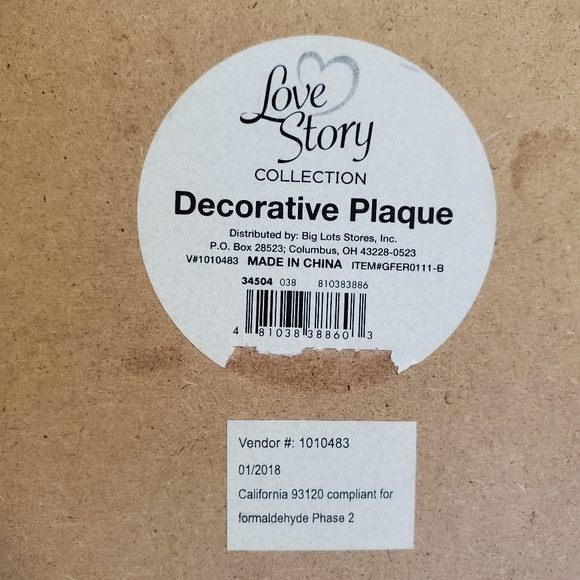 Love
Story
COLLECTION
Decorative Plaque
Distributed by: Big Lots Stores, Inc.
P.O. Box 28523; Columbus, OH 43228-0523
V#1010483 MADE IN CHINA ITEM#GFER0111-B
34504 038 810383886
4 81038 38860 3
Vendor #: 1010483
01/2018
California 93120 compliant for
formaldehyde Phase 2